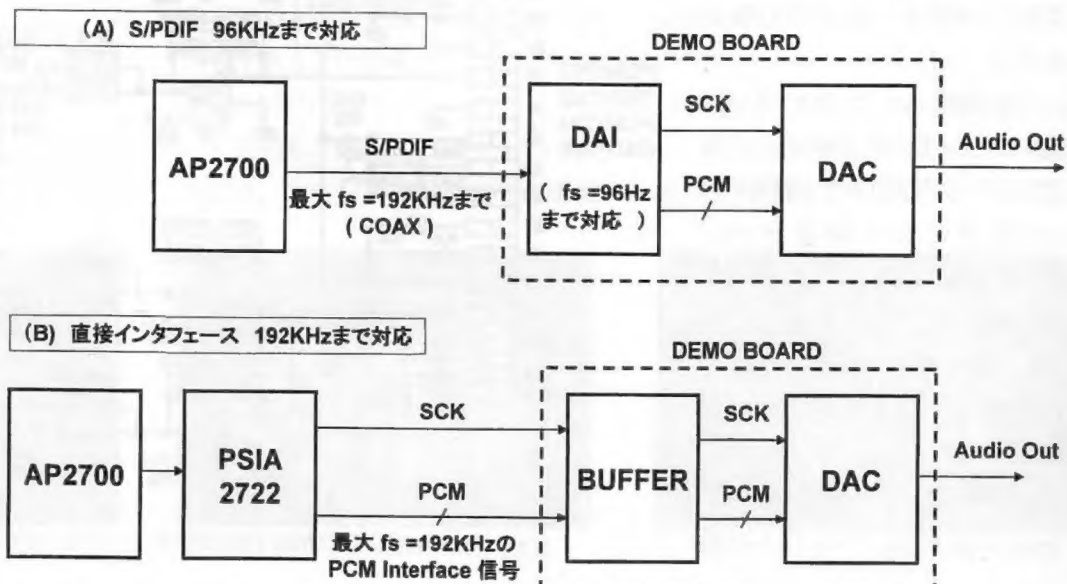 (A) S/PDIF 96KHzまで対応
DEMO BOARD
AP2700
S/PDIF
最大 fs =192KHzまで
( COAX )
DAI
( fs =96Hz
まで対応 )
SCK
PCM
DAC
Audio Out
(B) 直接インタフェース 192KHzまで対応
DEMO BOARD
AP2700
PSIA
2722
SCK
PCM
最大 fs =192KHzの
PCM Interface 信号
BUFFER
SCK
PCM
DAC
Audio Out